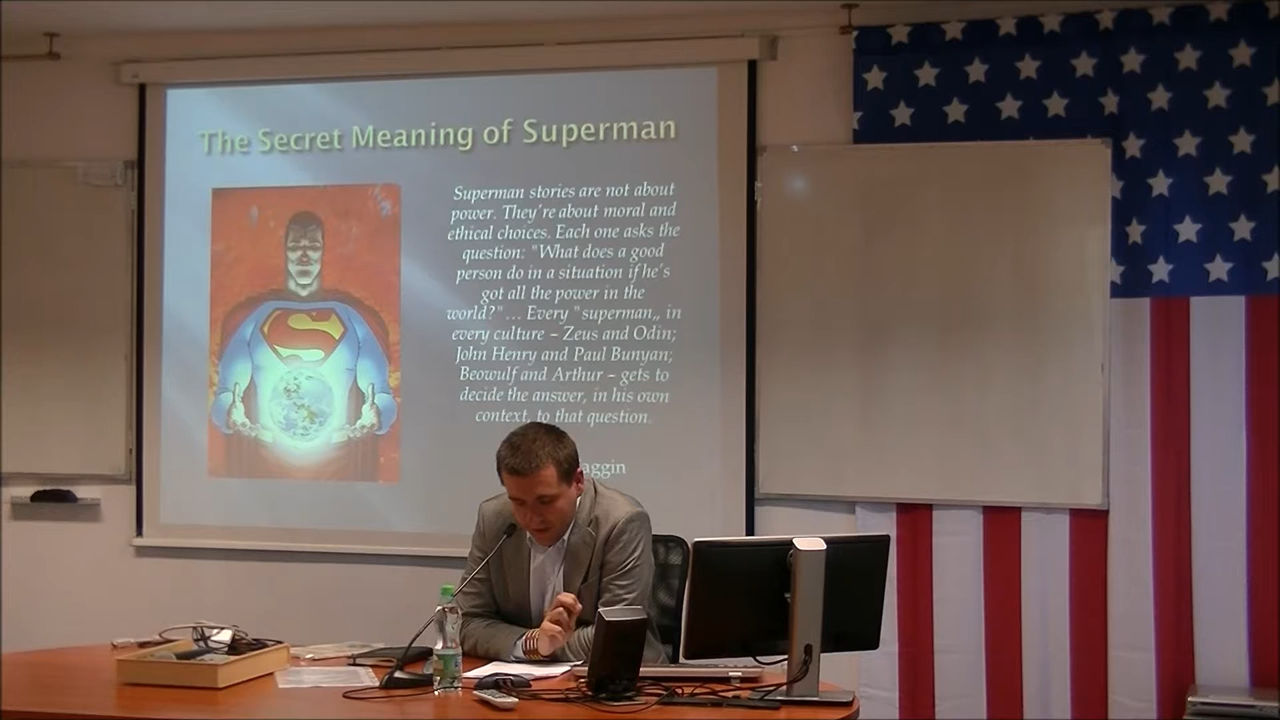 The Secret Meaning of Superman
Superman stories are not about
power. They're about moral and
ethical choices. Each one asks the
question: "What does a good
person do in a situation if he's
got all the power in the
world?"… Every "superman„ in
every culture – Zeus and Odin;
John Henry and Paul Bunyan;
Beowulf and Arthur – gets to
decide the answer, in his own
context, to that question.
aggin
S